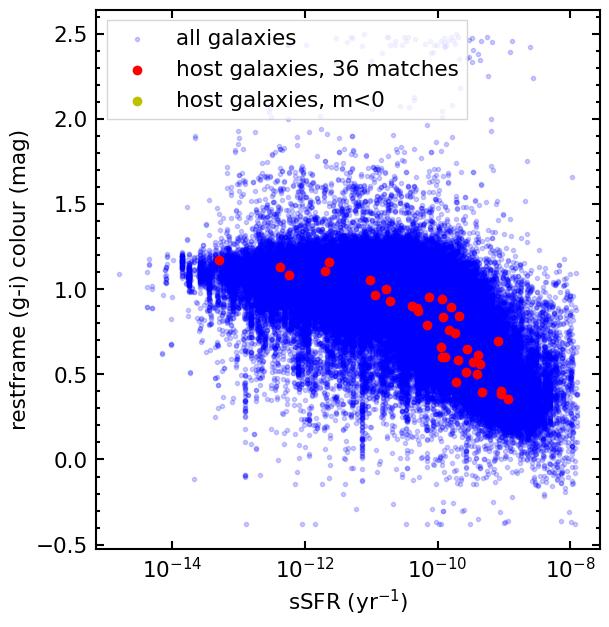 all galaxies
host galaxies, 36 matches
host galaxies, m<0
2.5
2.0
1.5
1.0
0.5
0.0
−0.5
restframe (g-i) colour (mag)
10⁻¹⁴ 10⁻¹² 10⁻¹⁰ 10⁻⁸
sSFR (yr⁻¹)